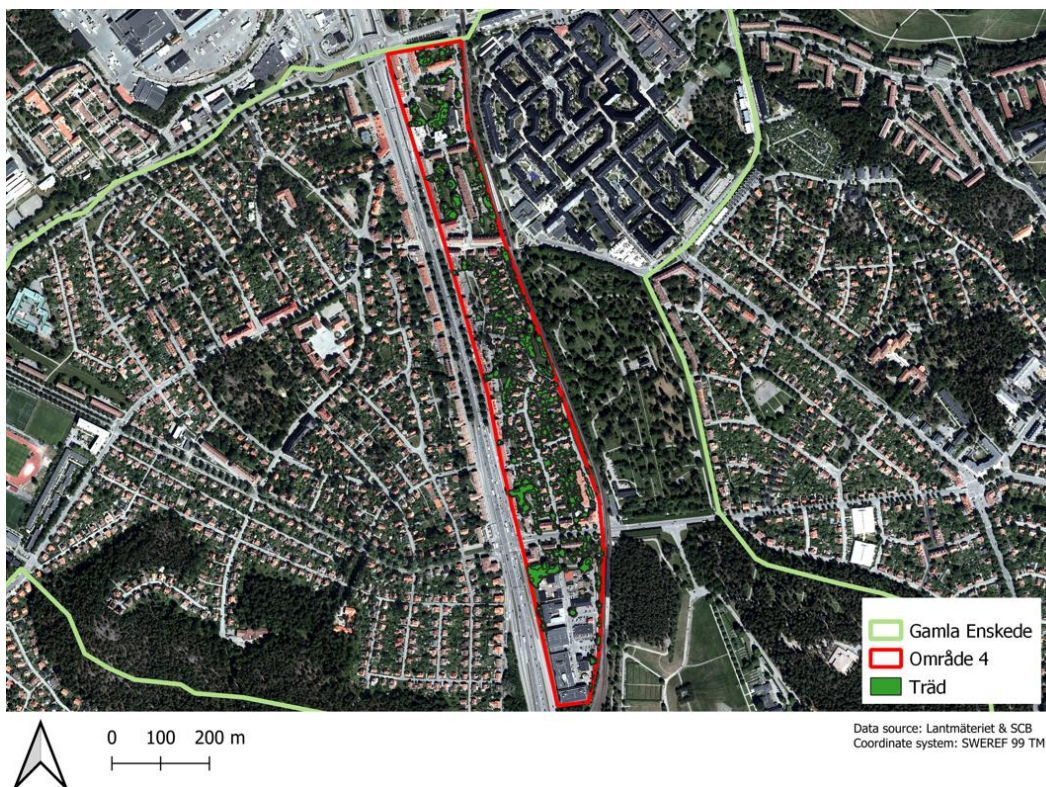 Gamla Enskede
Område 4
Träd
0 100 200 m
Data source: Lantmäteriet & SCB
Coordinate system: SWEREF 99 TM